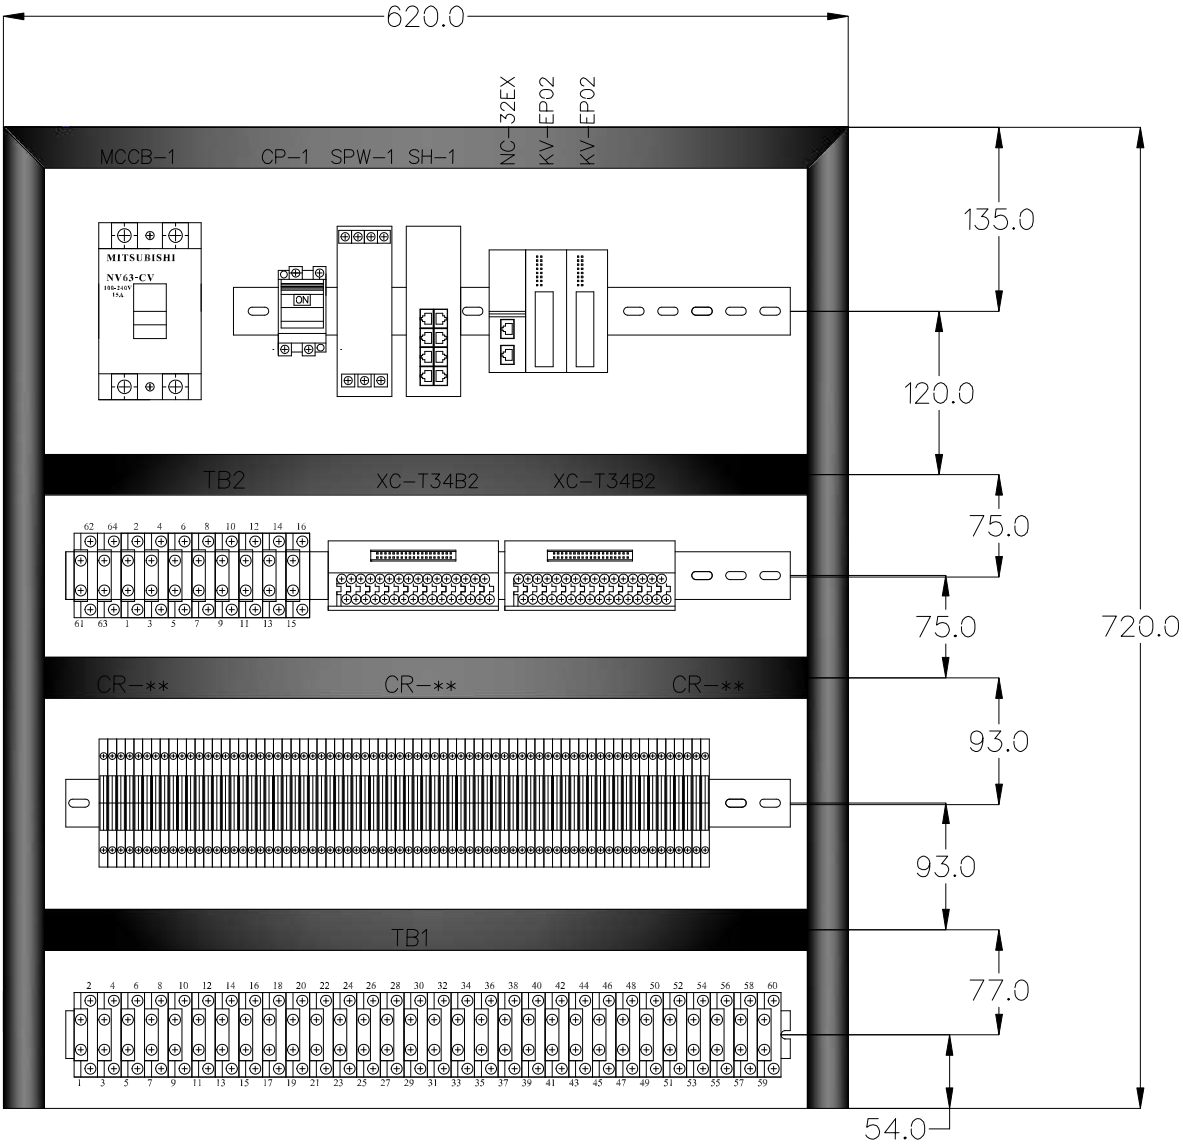 620.0
NC-32EX
KV-EP02
KV-EP02
MCCB-1 CP-1 SPW-1 SH-1
135.0
MITSUBISHI
NV63-CV
100-240V
15A
ON
120.0
TB2 XC-T34B2 XC-T34B2
75.0
62 64 2 4 6 8 10 12 14 16
61 63 1 3 5 7 9 11 13 15
75.0
720.0
CR-** CR-** CR-**
93.0
93.0
TB1
77.0
2 4 6 8 10 12 14 16 18 20 22 24 26 28 30 32 34 36 38 40 42 44 46 48 50 52 54 56 58 60
1 3 5 7 9 11 13 15 17 19 21 23 25 27 29 31 33 35 37 39 41 43 45 47 49 51 53 55 57 59
54.0